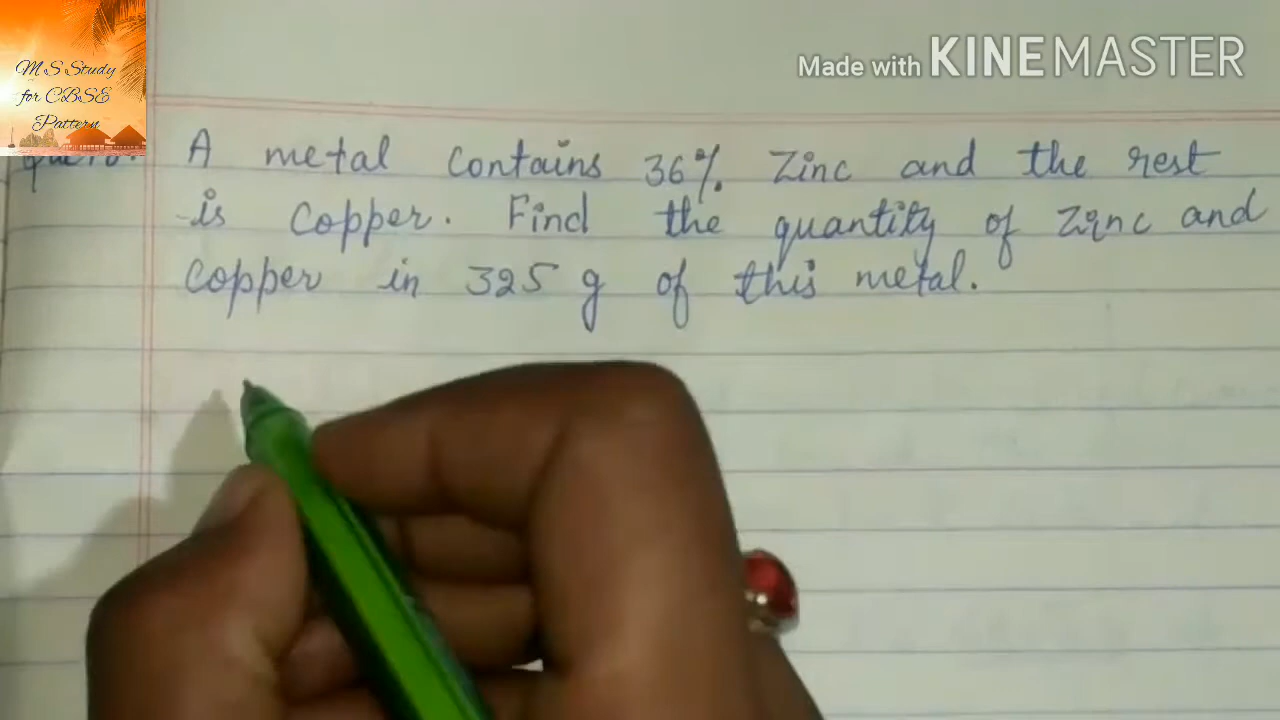 M.S Study
for C.B.S.E
Pattern
Made with KINEMASTER
A metal contains 36% Zinc and the rest
is Copper. Find the quantity of Zinc and
copper in 325 g of this metal.